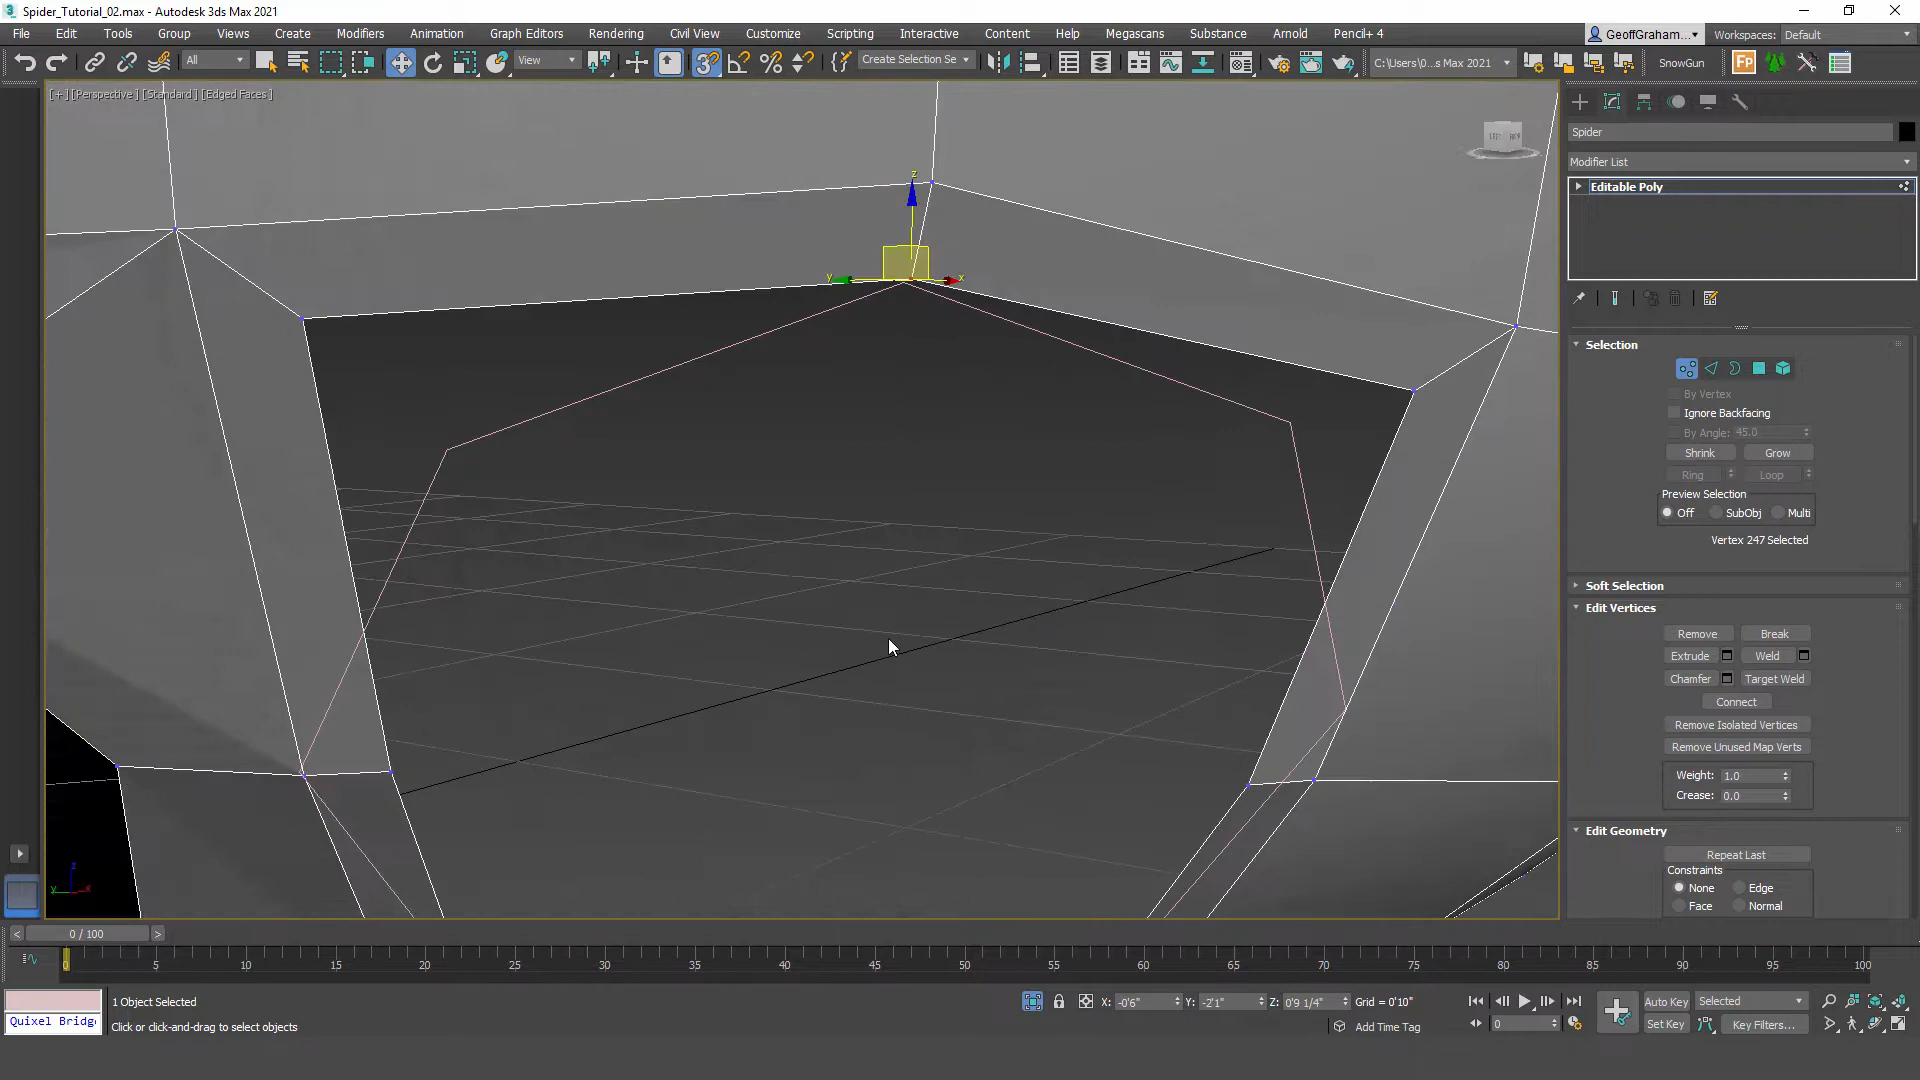 Spider_Tutorial_02.max - Autodesk 3ds Max 2021
File Edit Tools Group Views Create Modifiers Animation Graph Editors Rendering Civil View Customize Scripting Interactive Content Help Megascans Substance Arnold Pencil+ 4 GeoffGraham... Workspaces: Default
All View Create Selection Se C:\Users\0...s Max 2021 SnowGun Fp
[+] [Perspective] [Standard] [Edged Faces]
Spider
Modifier List
Editable Poly
z
y x
Selection
By Vertex
Ignore Backfacing
By Angle: 45.0
Shrink Grow
Ring Loop
Preview Selection
Off SubObj Multi
Vertex 247 Selected
Soft Selection
Edit Vertices
Remove Break
Extrude Weld
Chamfer Target Weld
Connect
Remove Isolated Vertices
Remove Unused Map Verts
Weight: 1.0
Crease: 0.0
Edit Geometry
Repeat Last
Constraints
None Edge
Face Normal
z
y x
< 0 / 100 >
0 5 10 15 20 25 30 35 40 45 50 55 60 65 70 75 80 85 90 95 100
1 Object Selected X: -0'6" Y: -2'1" Z: 0'9 1/4" Grid = 0'10" Auto Key Selected
Quixel Bridg Click or click-and-drag to select objects Add Time Tag 0 Set Key Key Filters...